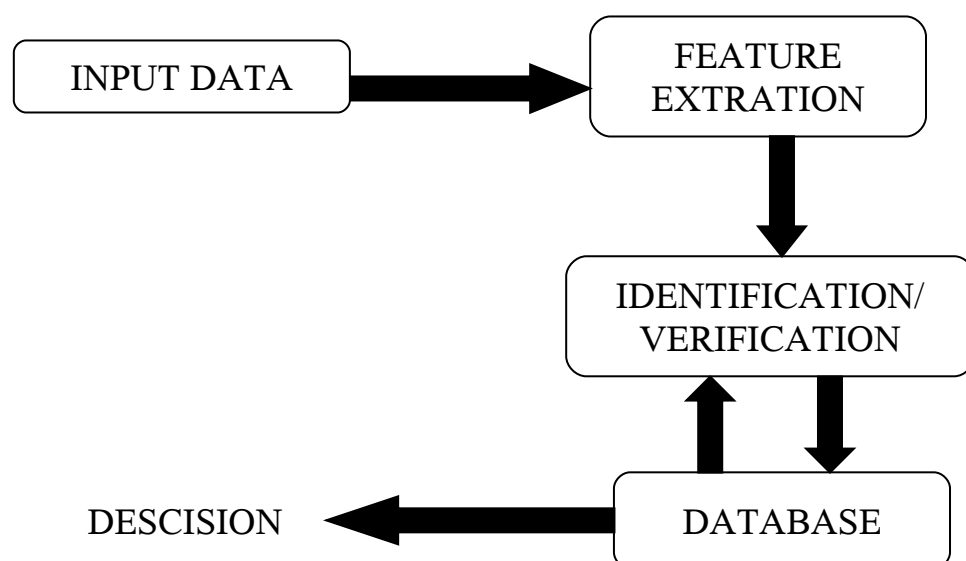 INPUT DATA
FEATURE
EXTRATION
IDENTIFICATION/
VERIFICATION
DATABASE
DESCISION